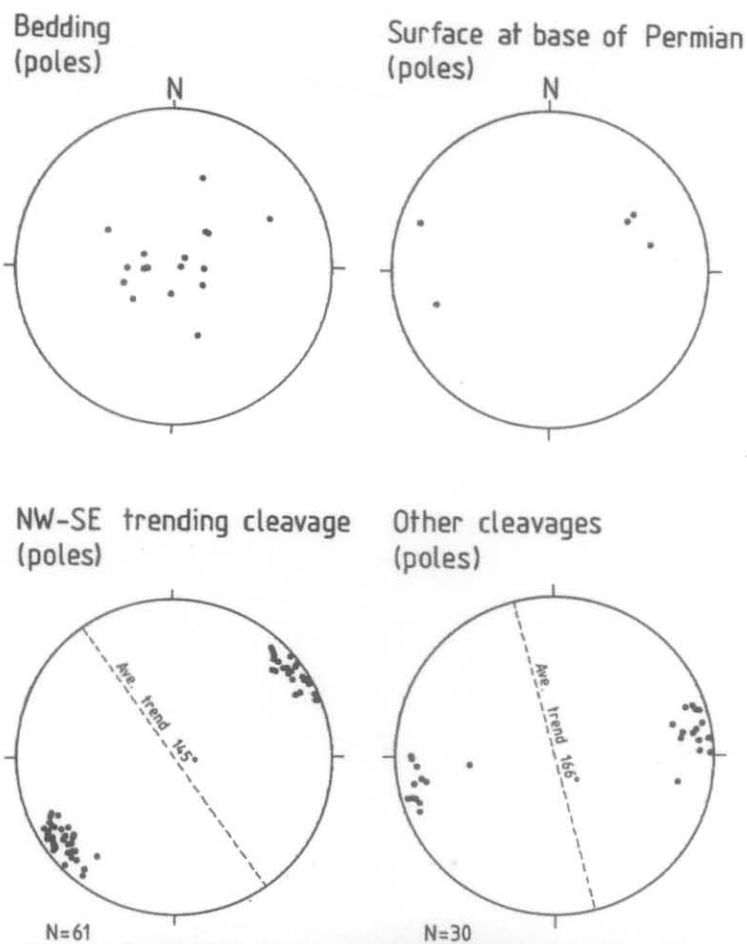 Bedding
(poles)
N
Surface at base of Permian
(poles)
N
NW-SE trending cleavage
(poles)
Ave. trend 145°
N=61
Other cleavages
(poles)
Ave. trend 166°
N=30